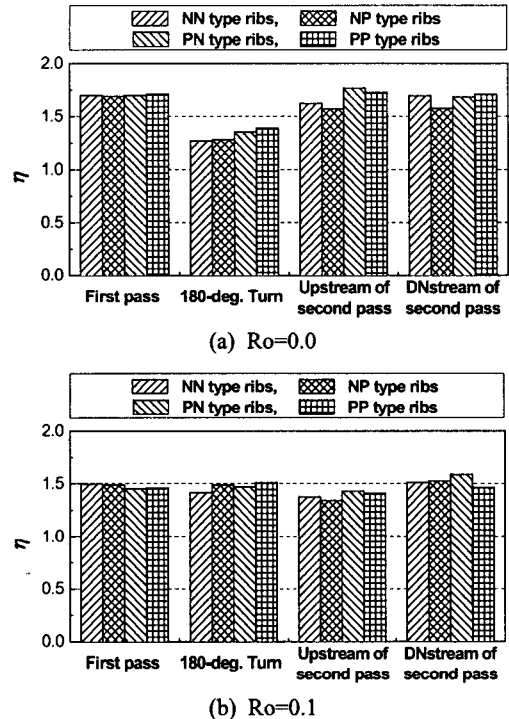 NN type ribs, NP type ribs
PN type ribs, PP type ribs
2.0
1.5
1.0
0.5
0.0
η
First pass 180-deg. Turn Upstream of second pass DNstream of second pass
(a) Ro=0.0
NN type ribs, NP type ribs
PN type ribs, PP type ribs
2.0
1.5
1.0
0.5
0.0
η
First pass 180-deg. Turn Upstream of second pass DNstream of second pass
(b) Ro=0.1